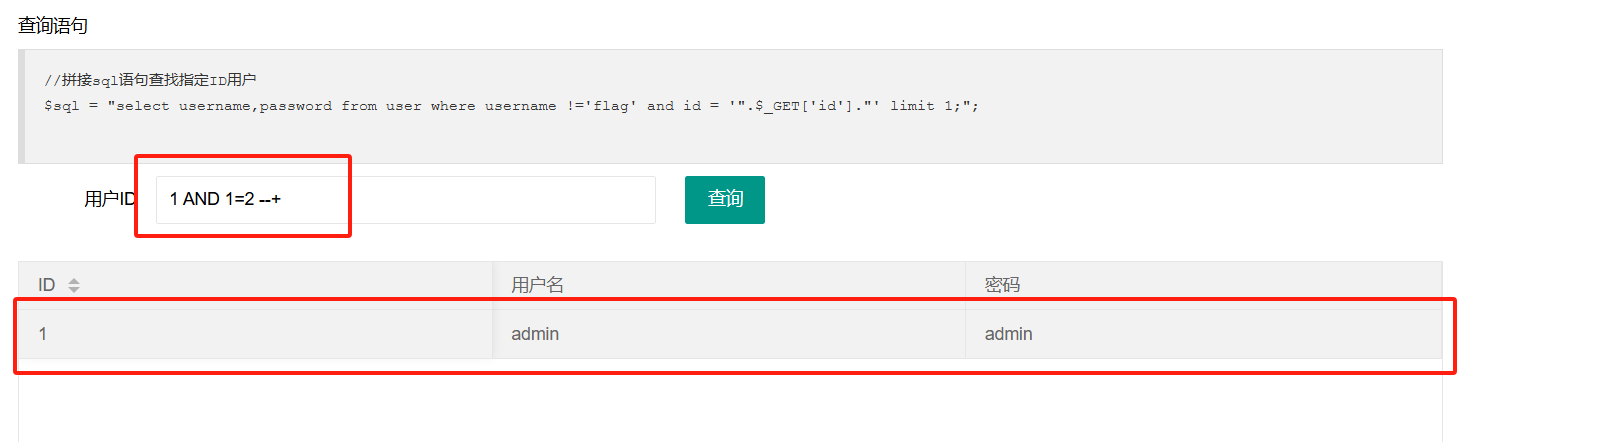 查询语句
//拼接sql语句查找指定ID用户
$sql = "select username,password from user where username !='flag' and id = '".$_GET['id']."' limit 1;";
用户ID 1 AND 1=2 --+ 查询
ID 用户名 密码
1 admin admin